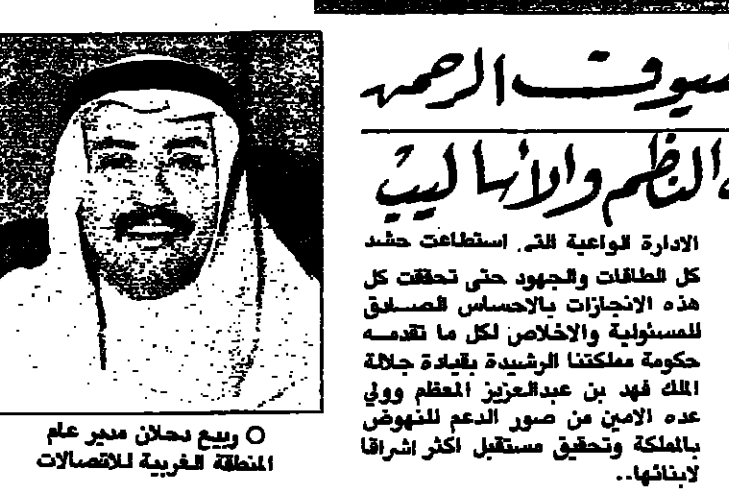 ضيوف الرحمن
النظم والأساليب
الادارة الواعية التي استطاعت حشد
كل الطاقات والجهود حتى تحققت كل
هذه الانجازات بالاحساس الصادق
للمسئولية والاخلاص لكل ما تقدمه
حكومة مملكتنا الرشيدة بقيادة جلالة
الملك فهد بن عبدالعزيز المعظم وولي
عده الامين من صور الدعم للنهوض
بالمملكة وتحقيق مستقبل اكثر اشراقا
لابنائها..
O ربيع دحلان مدير عام
المنطقة الغربية للاتصالات